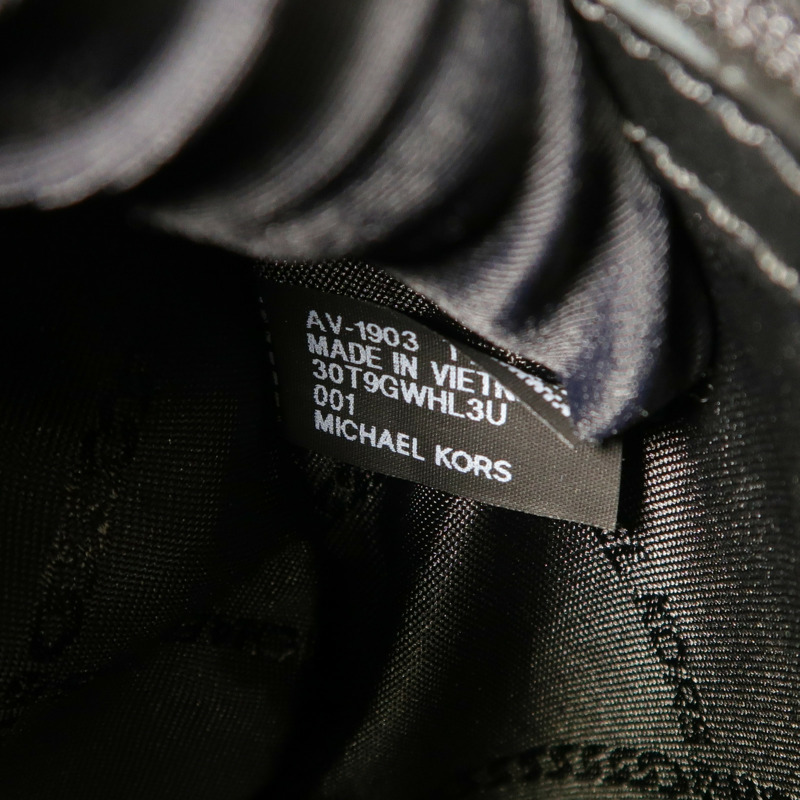 AV-1903
MADE IN VIETN
30T9GWHL3U
001
MICHAEL KORS